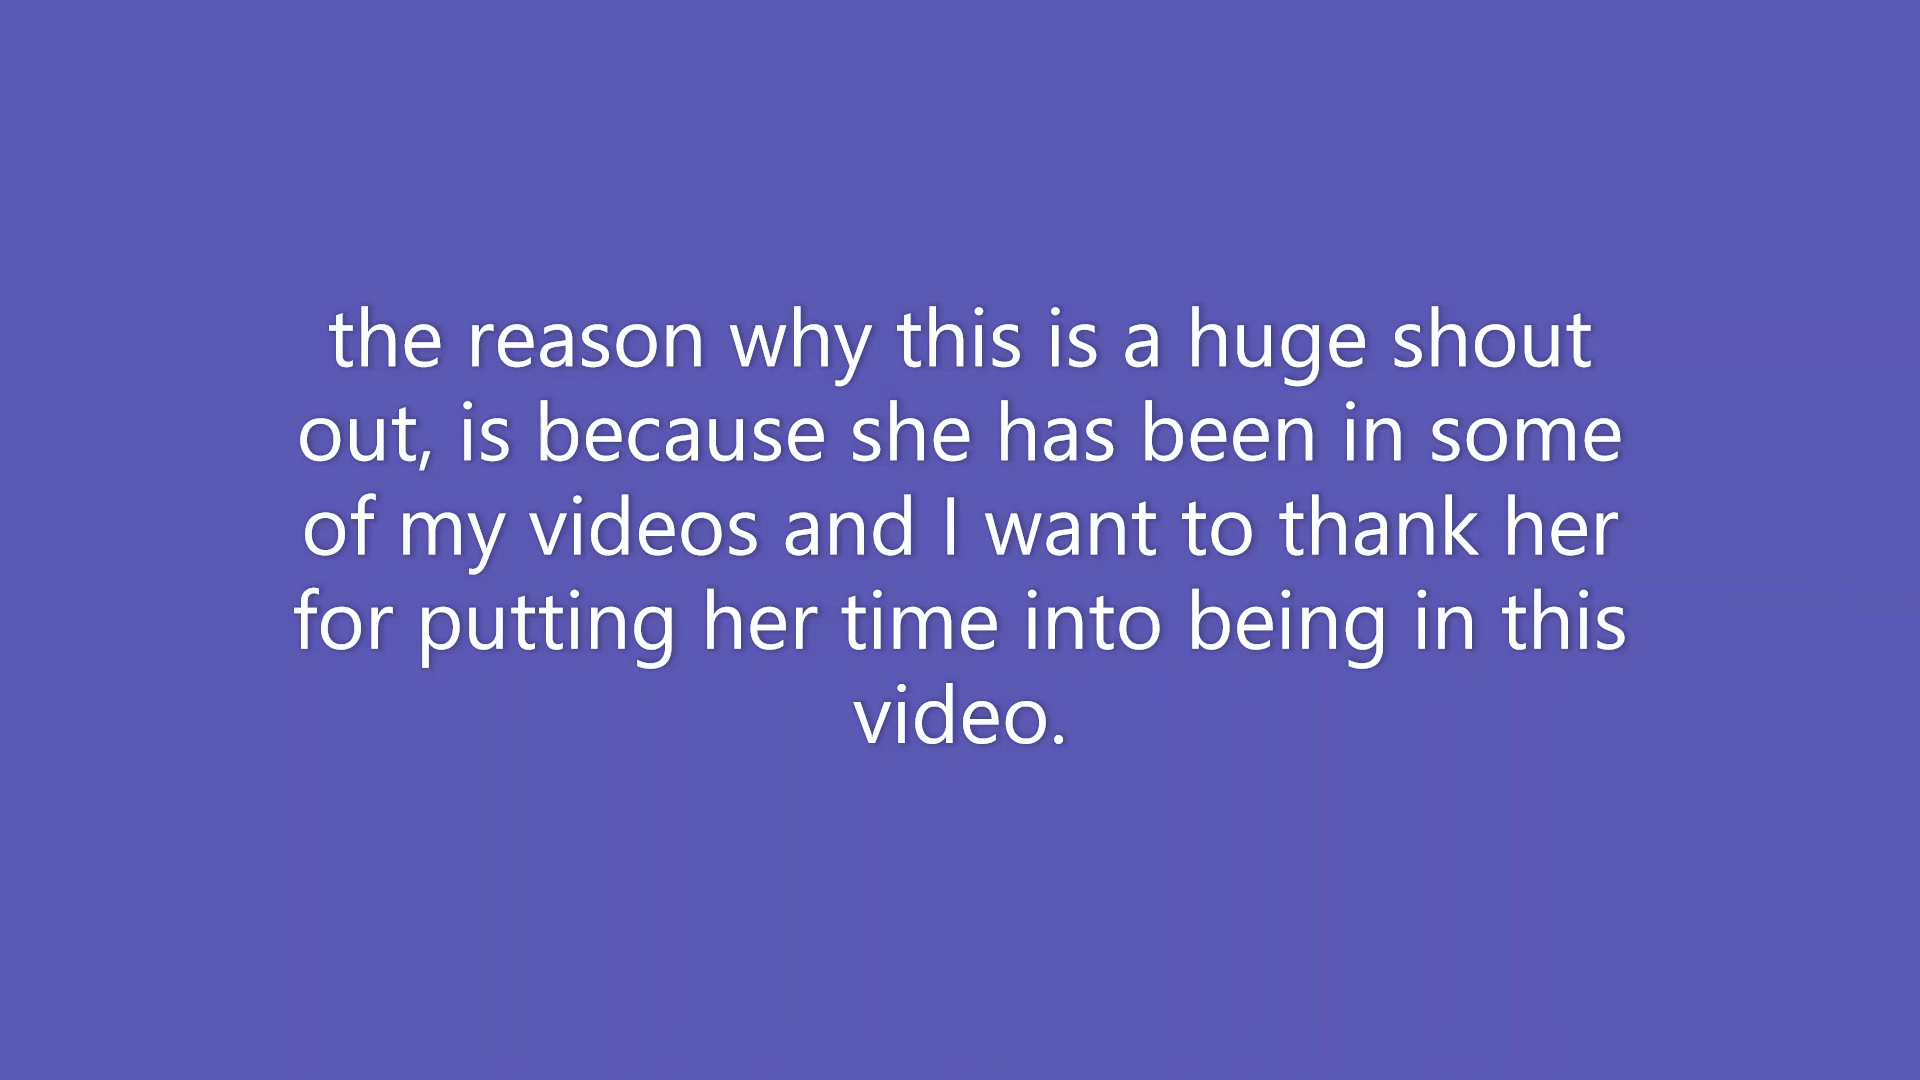 the reason why this is a huge shout
out, is because she has been in some
of my videos and I want to thank her
for putting her time into being in this
video.